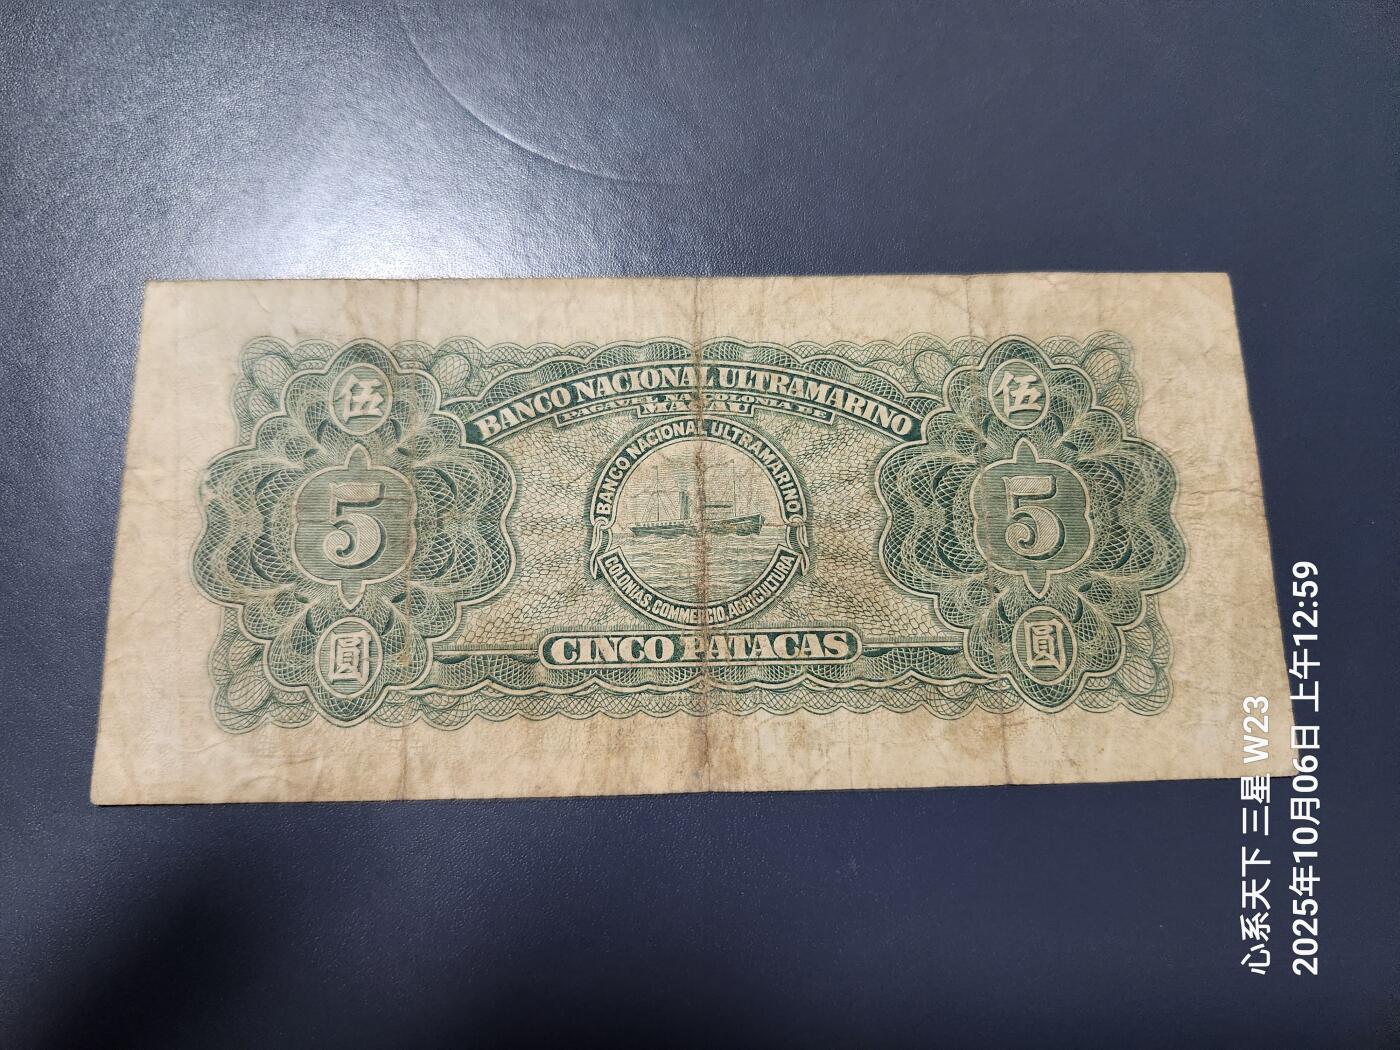 伍
伍
BANCO NACIONAL ULTRAMARINO
PAGAVEL NA COLONIA DE
MACAU
BANCO NACIONAL ULTRAMARINO
5
5
COLONIAS, COMMERCIO, AGRICULTURA
圓
CINCO PATACAS
圓
心系天下 三星 W23
2025年10月06日 上午12:59